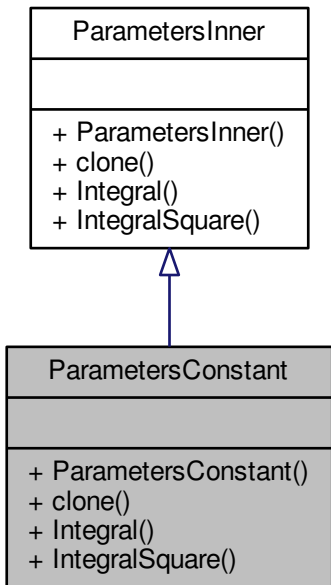 ParametersInner
+ ParametersInner()
+ clone()
+ Integral()
+ IntegralSquare()
ParametersConstant
+ ParametersConstant()
+ clone()
+ Integral()
+ IntegralSquare()